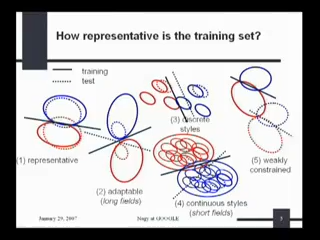 How representative is the training set?
training
test
(3) discrete
styles
(1) representative
(2) adaptable
(long fields)
(5) weakly
constrained
(4) continuous styles
(short fields)
January 29, 2007
Nagy at GOOGLE
5